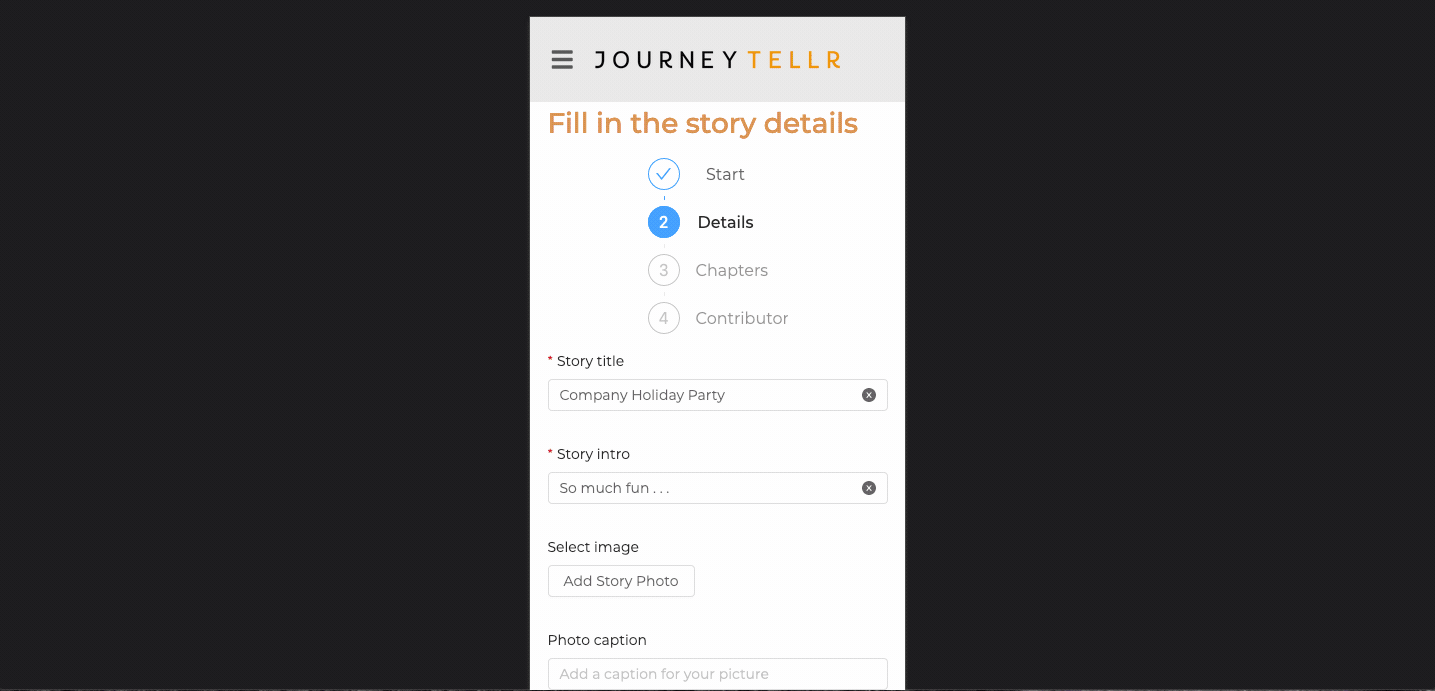 JOURNEY TELLR
Fill in the story details
Start
2 Details
3 Chapters
4 Contributor
* Story title
Company Holiday Party
* Story intro
So much fun . . .
Select image
Add Story Photo
Photo caption
Add a caption for your picture